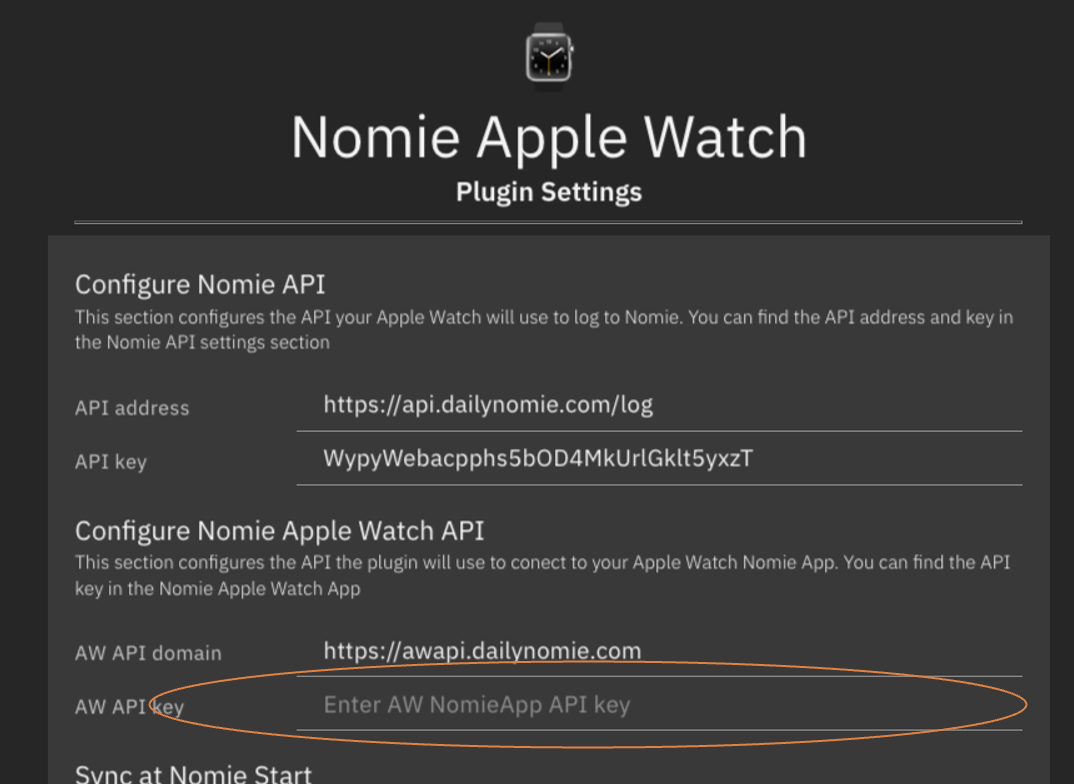 Nomie Apple Watch
Plugin Settings
Configure Nomie API
This section configures the API your Apple Watch will use to log to Nomie. You can find the API address and key in
the Nomie API settings section
API address https://api.dailynomie.com/log
API key WypyWebacpphs5bOD4MkUrlGklt5yxzT
Configure Nomie Apple Watch API
This section configures the API the plugin will use to conect to your Apple Watch Nomie App. You can find the API
key in the Nomie Apple Watch App
AW API domain https://awapi.dailynomie.com
AW API key Enter AW NomieApp API key
Sync at Nomie Start